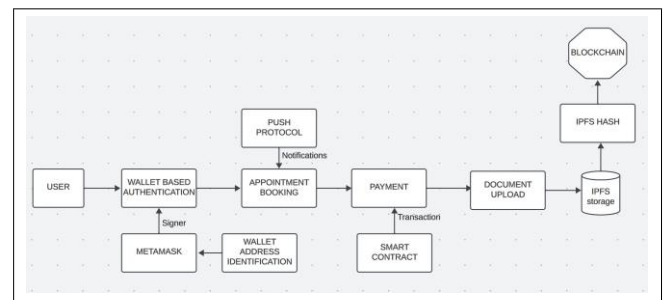 BLOCKCHAIN
IPFS HASH
PUSH
PROTOCOL
Notifications
USER
WALLET BASED
AUTHENTICATION
APPOINTMENT
BOOKING
PAYMENT
DOCUMENT
UPLOAD
IPFS
storage
Signer
Transaction
METAMASK
WALLET
ADDRESS
IDENTIFICATION
SMART
CONTRACT